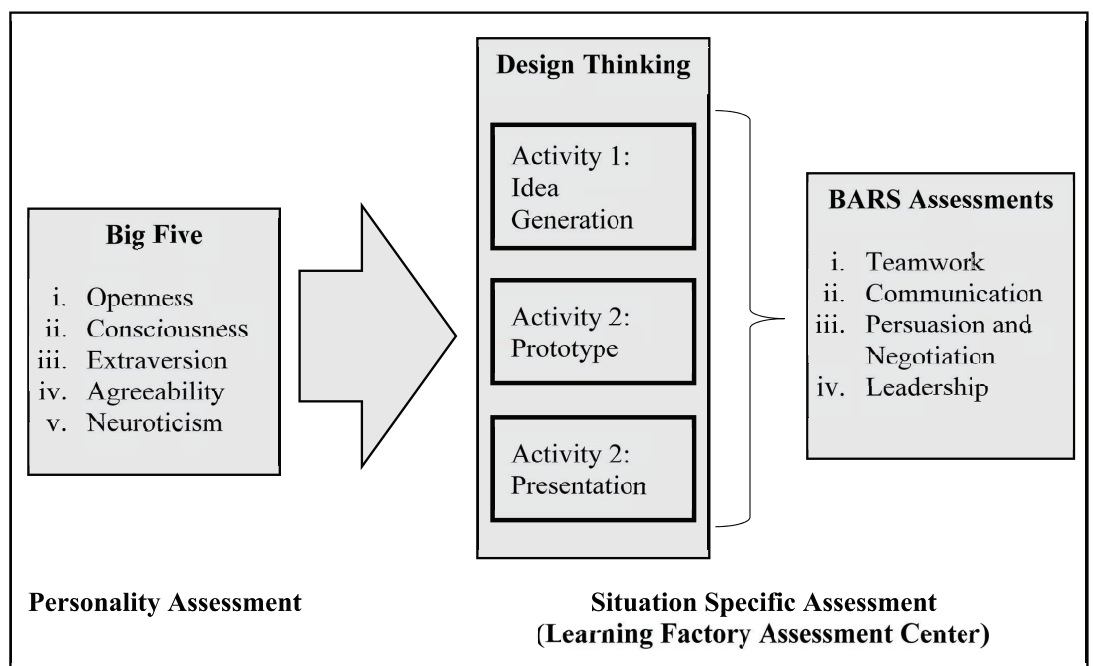 Big Five
i. Openness
ii. Consciousness
iii. Extraversion
iv. Agreeability
v. Neuroticism
Design Thinking
Activity 1:
Idea
Generation
Activity 2:
Prototype
Activity 2:
Presentation
BARS Assessments
i. Teamwork
ii. Communication
iii. Persuasion and
Negotiation
iv. Leadership
Personality Assessment
Situation Specific Assessment
(Learning Factory Assessment Center)